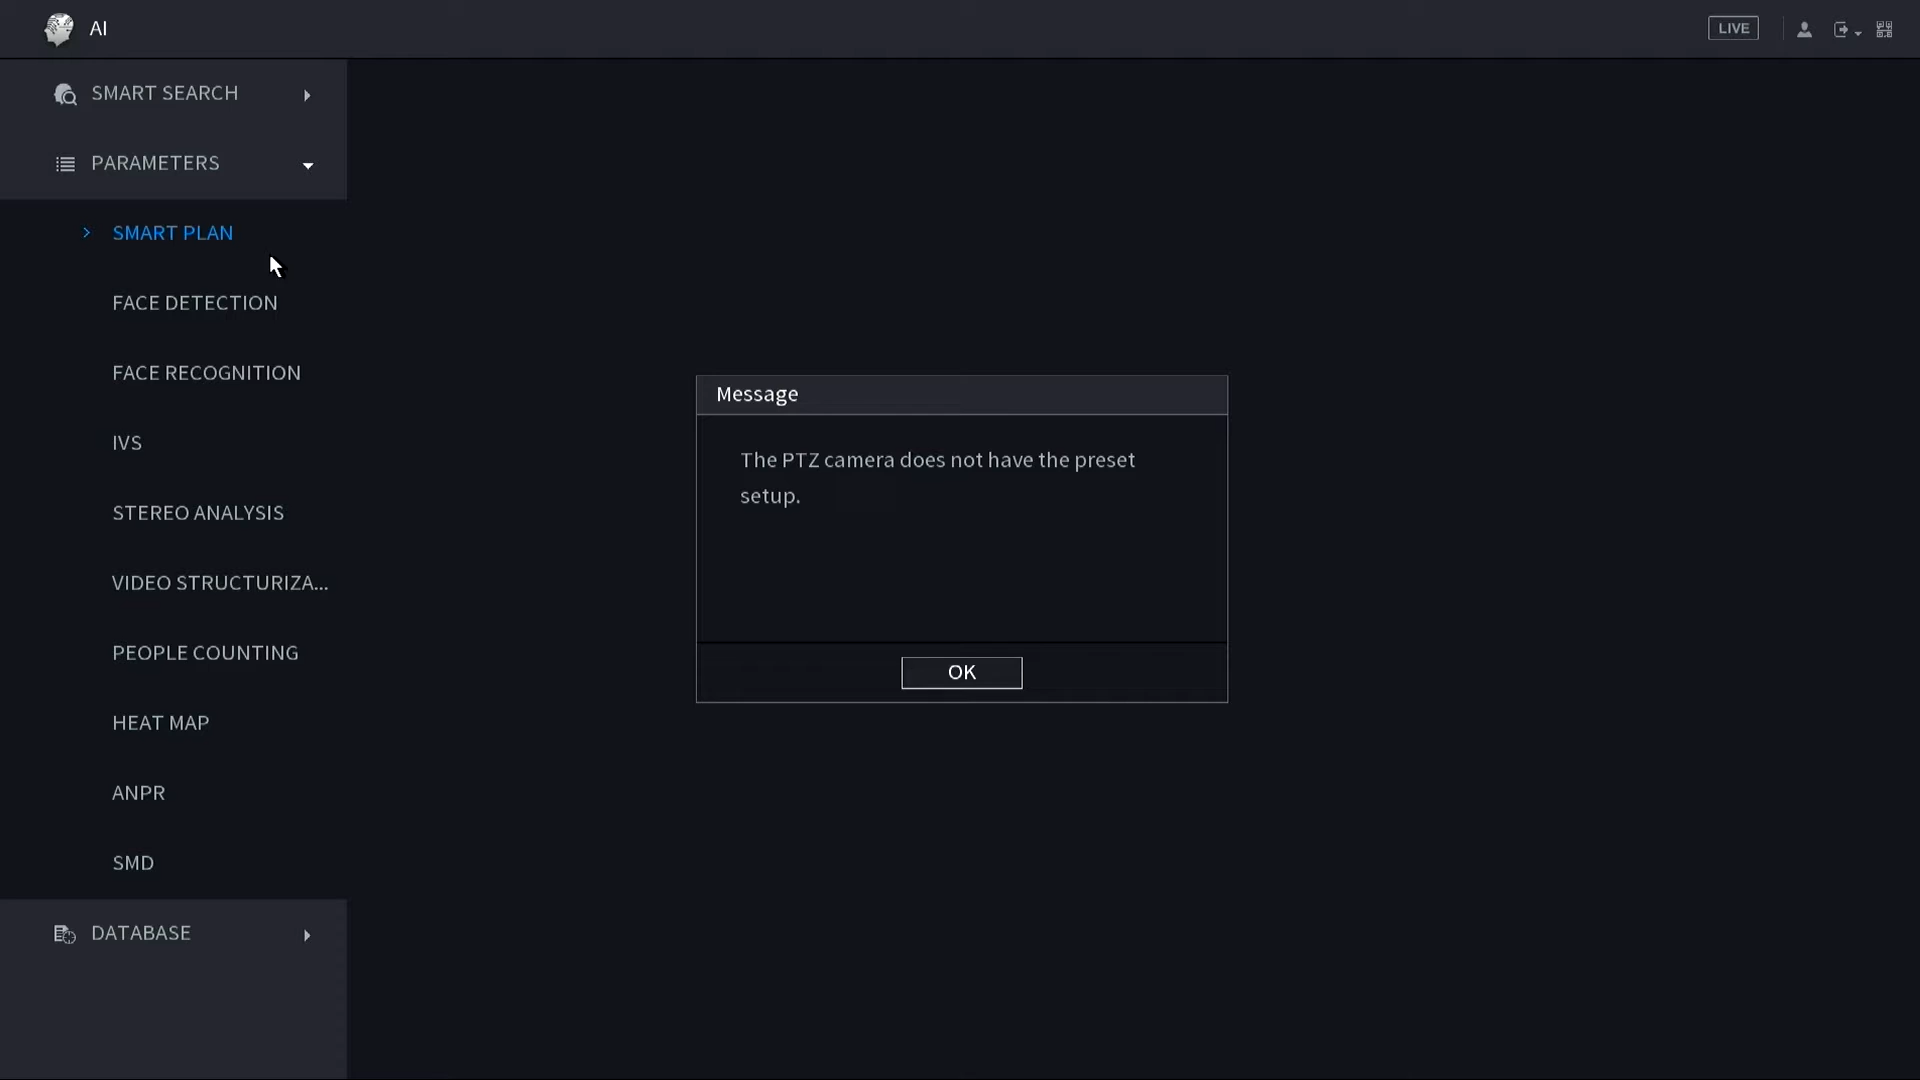 AI
LIVE
SMART SEARCH
PARAMETERS
SMART PLAN
FACE DETECTION
FACE RECOGNITION
IVS
STEREO ANALYSIS
VIDEO STRUCTURIZA...
PEOPLE COUNTING
HEAT MAP
ANPR
SMD
DATABASE
Message
The PTZ camera does not have the preset
setup.
OK